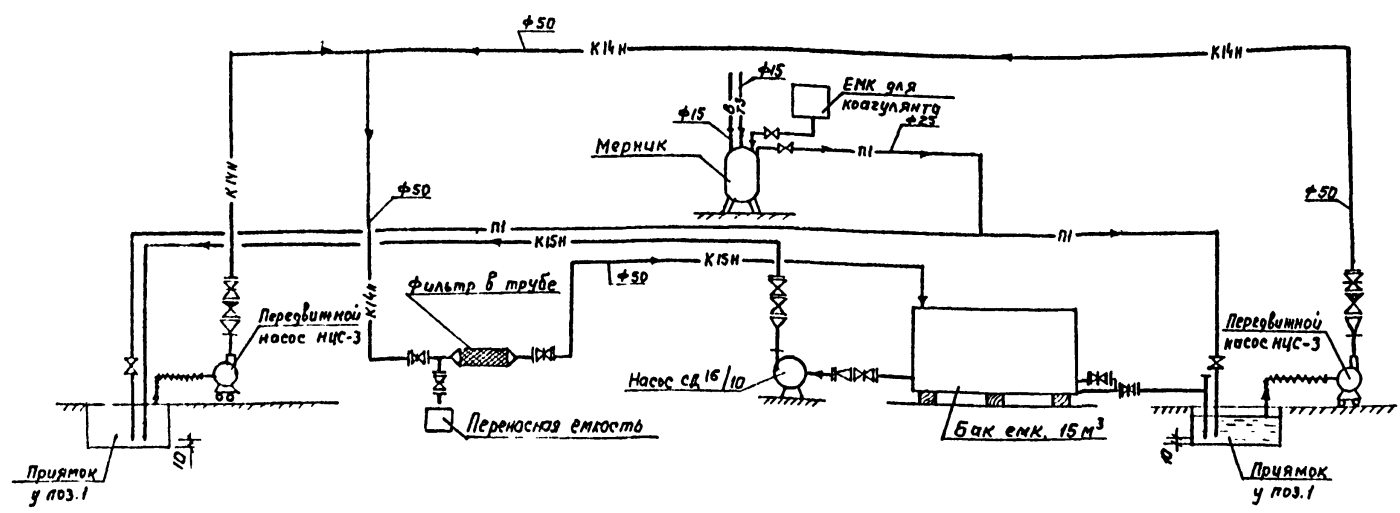 ф50
К14н
К14н
ф15
ЕМК для
коагулянта
В
Т3
ф15
ф25
Мерник
П1
К14н
ф50
ф50
П1
К15н
П1
К15н
ф50
К14н
Фильтр в трубе
Передвижной
насос НЦС-3
Передвижной
насос НЦС-3
Насос СД 16/10
Переносная емкость
Бак емк. 15 м³
10
10
Приямок
у поз.1
Приямок
у поз.1